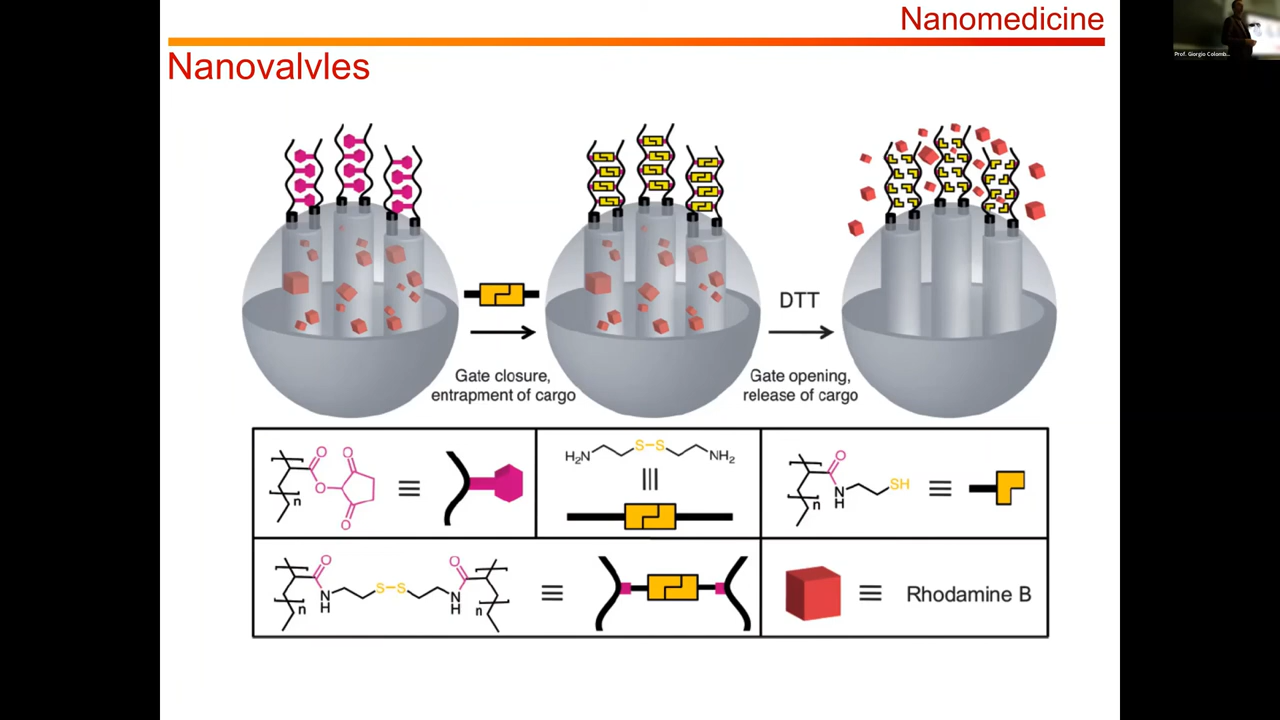 Nanomedicine
Prof. Giorgio Colomb...
Nanovalvles
DTT
Gate closure,
entrapment of cargo
Gate opening,
release of cargo
O O O O n
H₂N S–S NH₂
O N H SH n
O N H S–S N H O n n
Rhodamine B